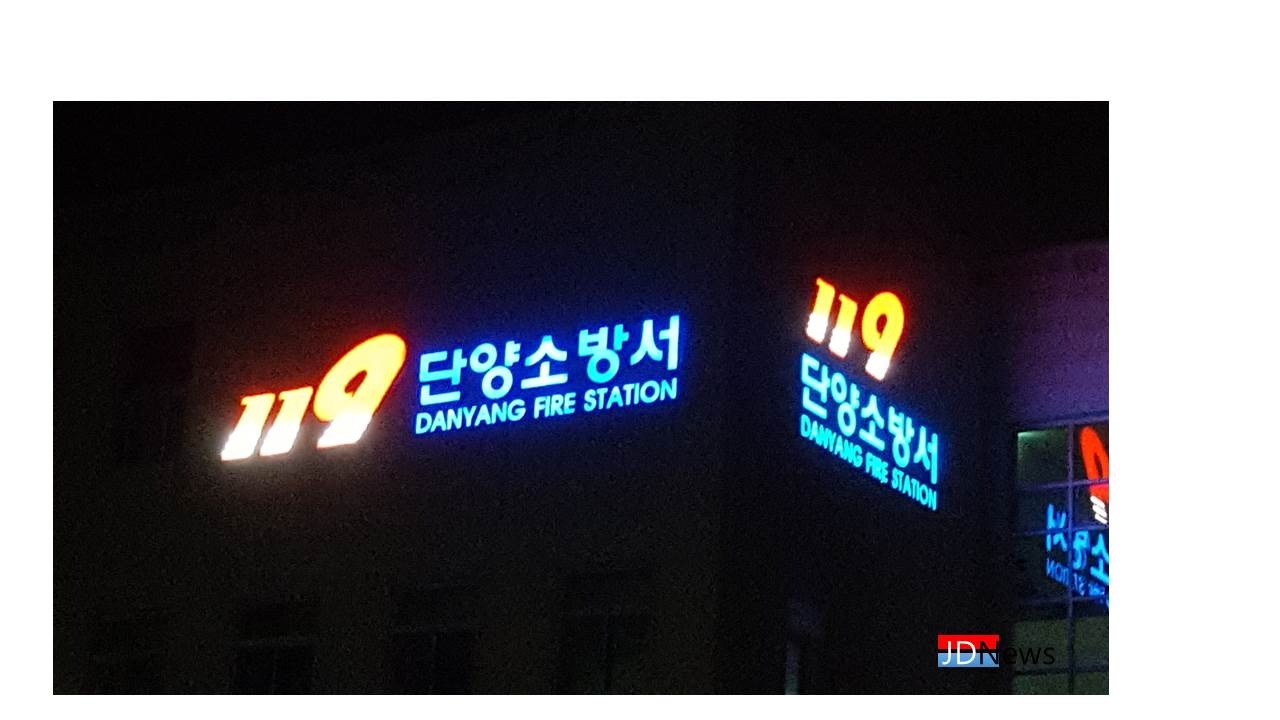 119 단양소방서
DANYANG FIRE STATION
119
단양소방서
DANYANG FIRE STATION
JDNews